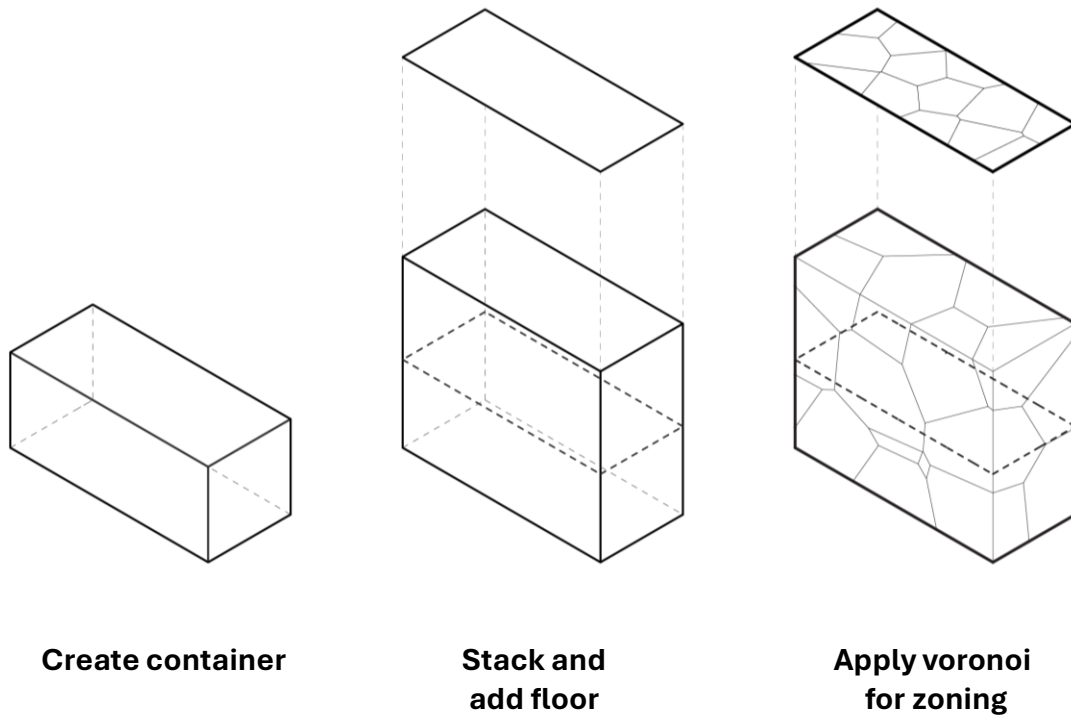 Create container
Stack and
add floor
Apply voronoi
for zoning